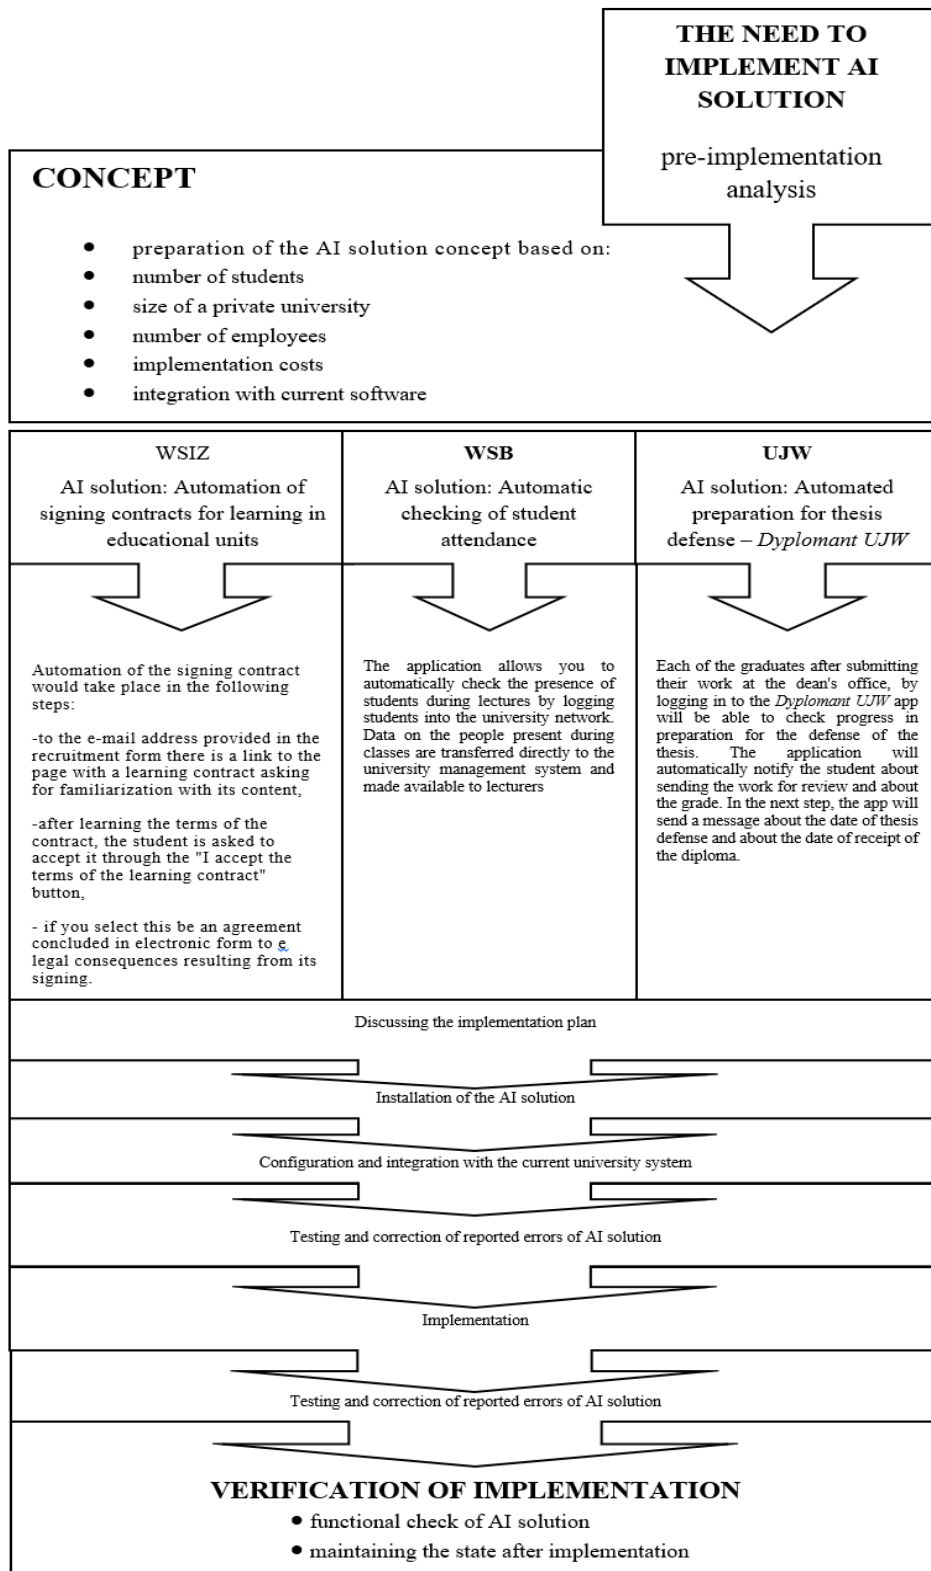 THE NEED TO
IMPLEMENT AI
SOLUTION
pre-implementation
analysis
CONCEPT
• preparation of the AI solution concept based on:
• number of students
• size of a private university
• number of employees
• implementation costs
• integration with current software
WSIZ
AI solution: Automation of
signing contracts for learning in
educational units
WSB
AI solution: Automatic
checking of student
attendance
UJW
AI solution: Automated
preparation for thesis
defense – Dyplomant UJW
Automation of the signing contract
would take place in the following
steps:
-to the e-mail address provided in the
recruitment form there is a link to the
page with a learning contract asking
for familiarization with its content,
-after learning the terms of the
contract, the student is asked to
accept it through the "I accept the
terms of the learning contract"
button,
- if you select this be an agreement
concluded in electronic form to e
legal consequences resulting from its
signing.
The application allows you to
automatically check the presence of
students during lectures by logging
students into the university network.
Data on the people present during
classes are transferred directly to the
university management system and
made available to lecturers
Each of the graduates after submitting
their work at the dean's office, by
logging in to the Dyplomant UJW app
will be able to check progress in
preparation for the defense of the
thesis. The application will
automatically notify the student about
sending the work for review and about
the grade. In the next step, the app will
send a message about the date of thesis
defense and about the date of receipt of
the diploma.
Discussing the implementation plan
Installation of the AI solution
Configuration and integration with the current university system
Testing and correction of reported errors of AI solution
Implementation
Testing and correction of reported errors of AI solution
VERIFICATION OF IMPLEMENTATION
• functional check of AI solution
• maintaining the state after implementation